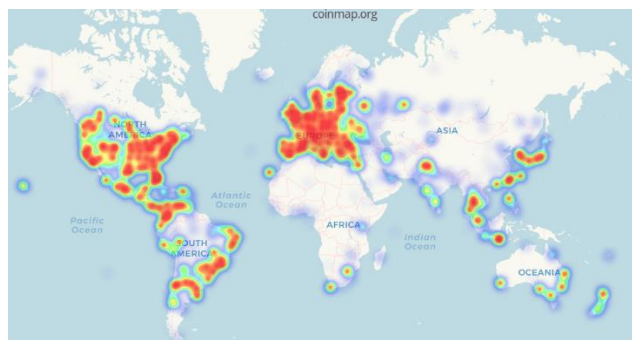 coinmap.org
NORTH
AMERICA
EUROPE
ASIA
Atlantic
Ocean
Pacific
Ocean
AFRICA
Indian
Ocean
SOUTH
AMERICA
OCEANIA